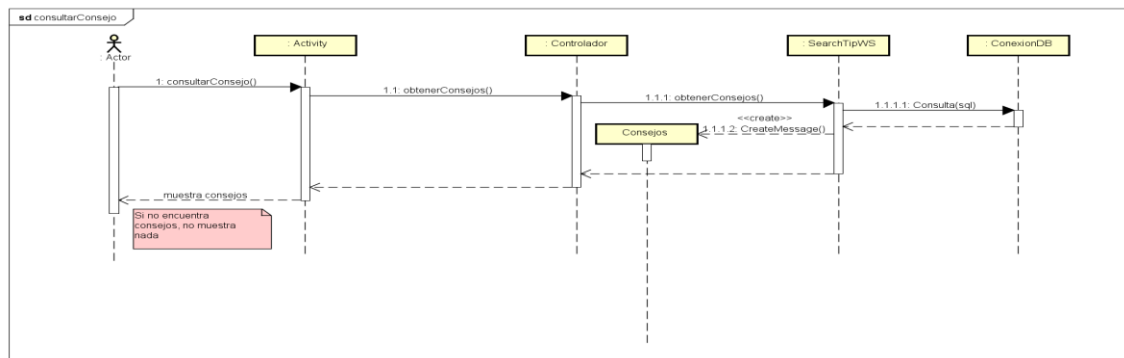 sd consultarConsejo
: Actor
: Activity
: Controlador
: SearchTipWS
: ConexionDB
1: consultarConsejo()
1.1: obtenerConsejos()
1.1.1: obtenerConsejos()
1.1.1.1: Consulta(sql)
<<create>>
1.1.1.2: CreateMessage()
Consejos
muestra consejos
Si no encuentra
consejos, no muestra
nada